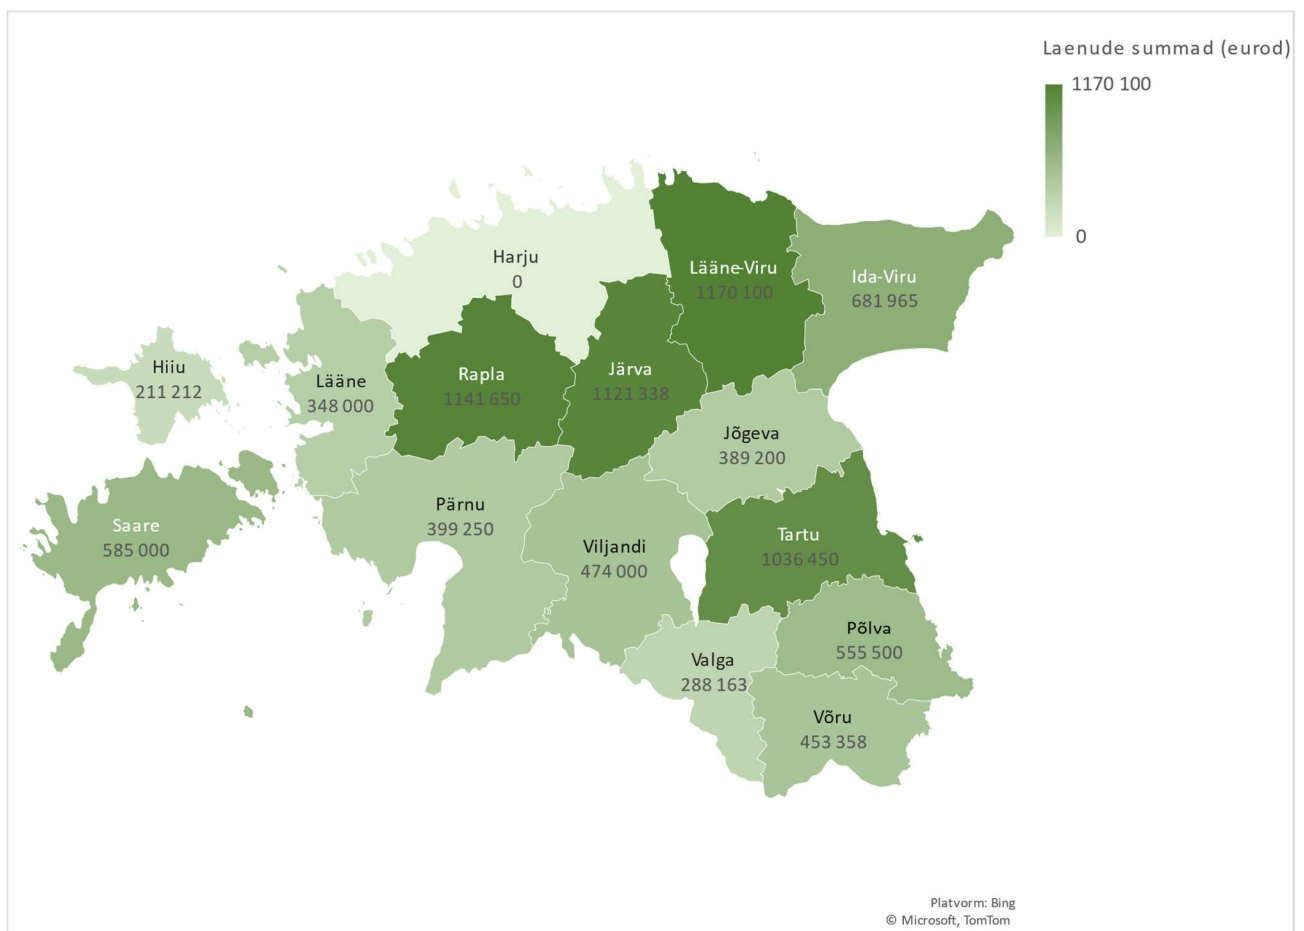 Laenude summad (eurod)
1170 100
0
Harju
0
Lääne-Viru
1170 100
Ida-Viru
681 965
Hiiu
211 212
Lääne
348 000
Rapla
1141 650
Järva
1121 338
Jõgeva
389 200
Saare
585 000
Pärnu
399 250
Viljandi
474 000
Tartu
1036 450
Põlva
555 500
Valga
288 163
Võru
453 358
Platvorm: Bing
© Microsoft, TomTom